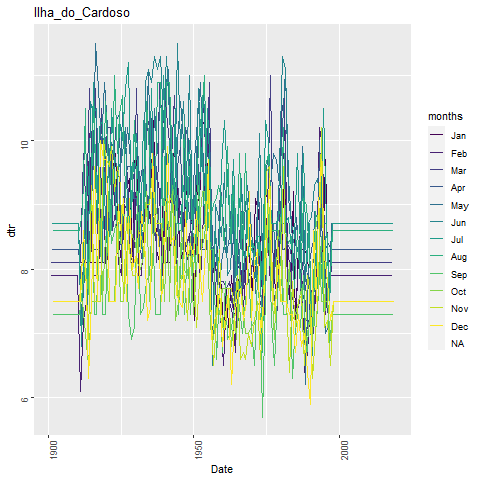 Ilha_do_Cardoso
dtr
10
8
6
1900
1950
2000
Date
months
Jan
Feb
Mar
Apr
May
Jun
Jul
Aug
Sep
Oct
Nov
Dec
NA